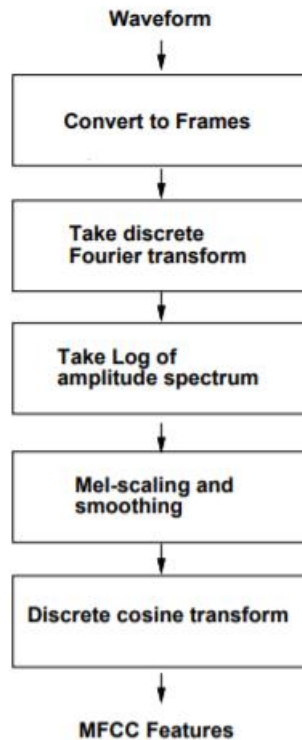 Waveform
Convert to Frames
Take discrete
Fourier transform
Take Log of
amplitude spectrum
Mel-scaling and
smoothing
Discrete cosine transform
MFCC Features